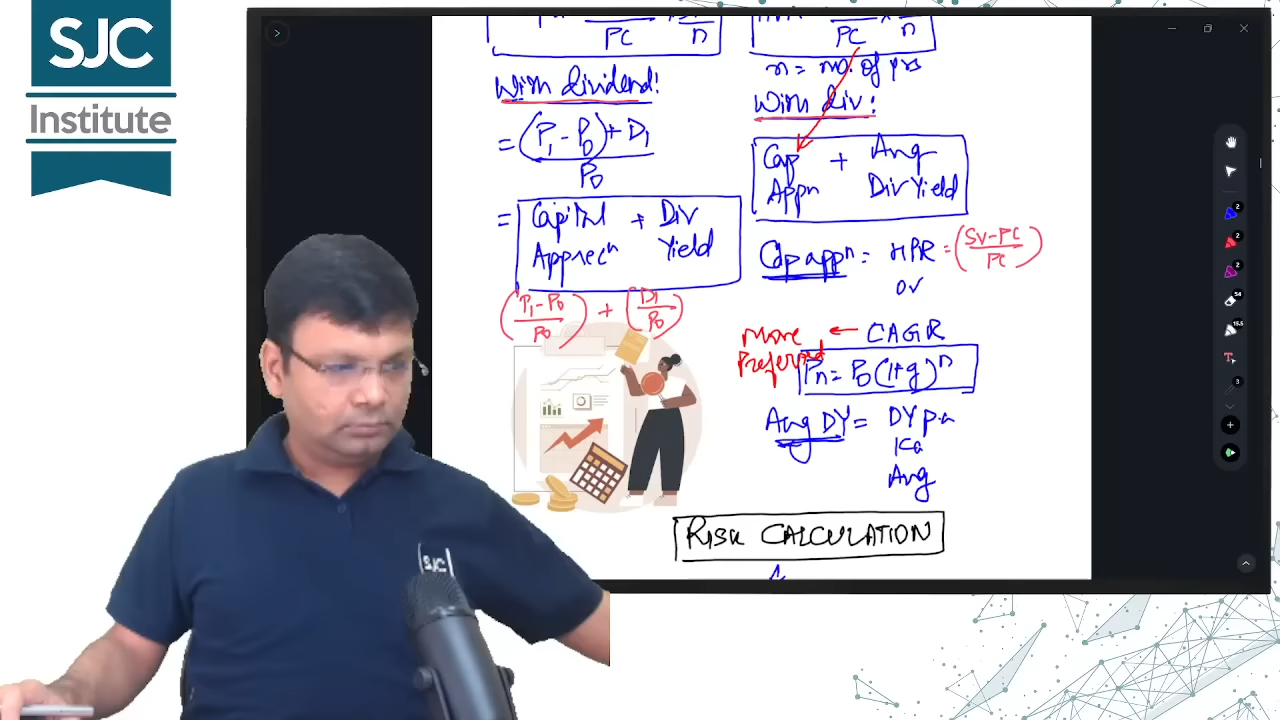 SJC
Institute
PC
n
With dividend!
= (P₁ - P₀) + D₁
P₀
= Capital + Div
Apprecⁿ Yield
(P₁-P₀ / P₀) + (D₁ / P₀)
PC n
n = no. of yrs
With div!
Cap + Avg
Appⁿ Div Yield
Cap appⁿ = HPR = (SV-PC / PC)
or
More ← CAGR
Preferred
Pn = P₀(1+g)ⁿ
Avg DY = DY p.a
Ka
Avg
RISK CALCULATION
SJC